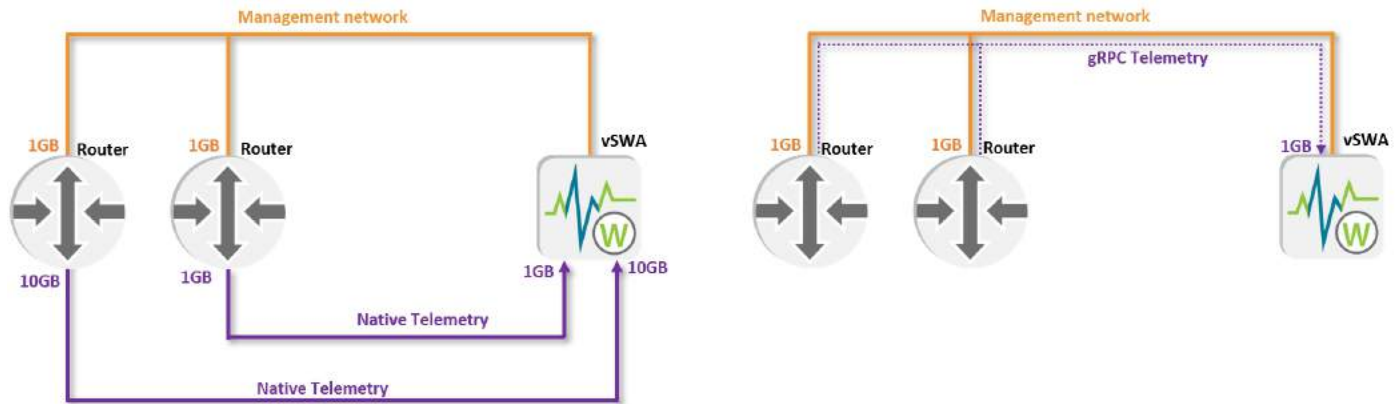 Management network
1GB
Router
1GB
Router
vSWA
W
10GB
1GB
1GB
10GB
Native Telemetry
Native Telemetry
Management network
gRPC Telemetry
1GB
Router
1GB
Router
1GB
vSWA
W